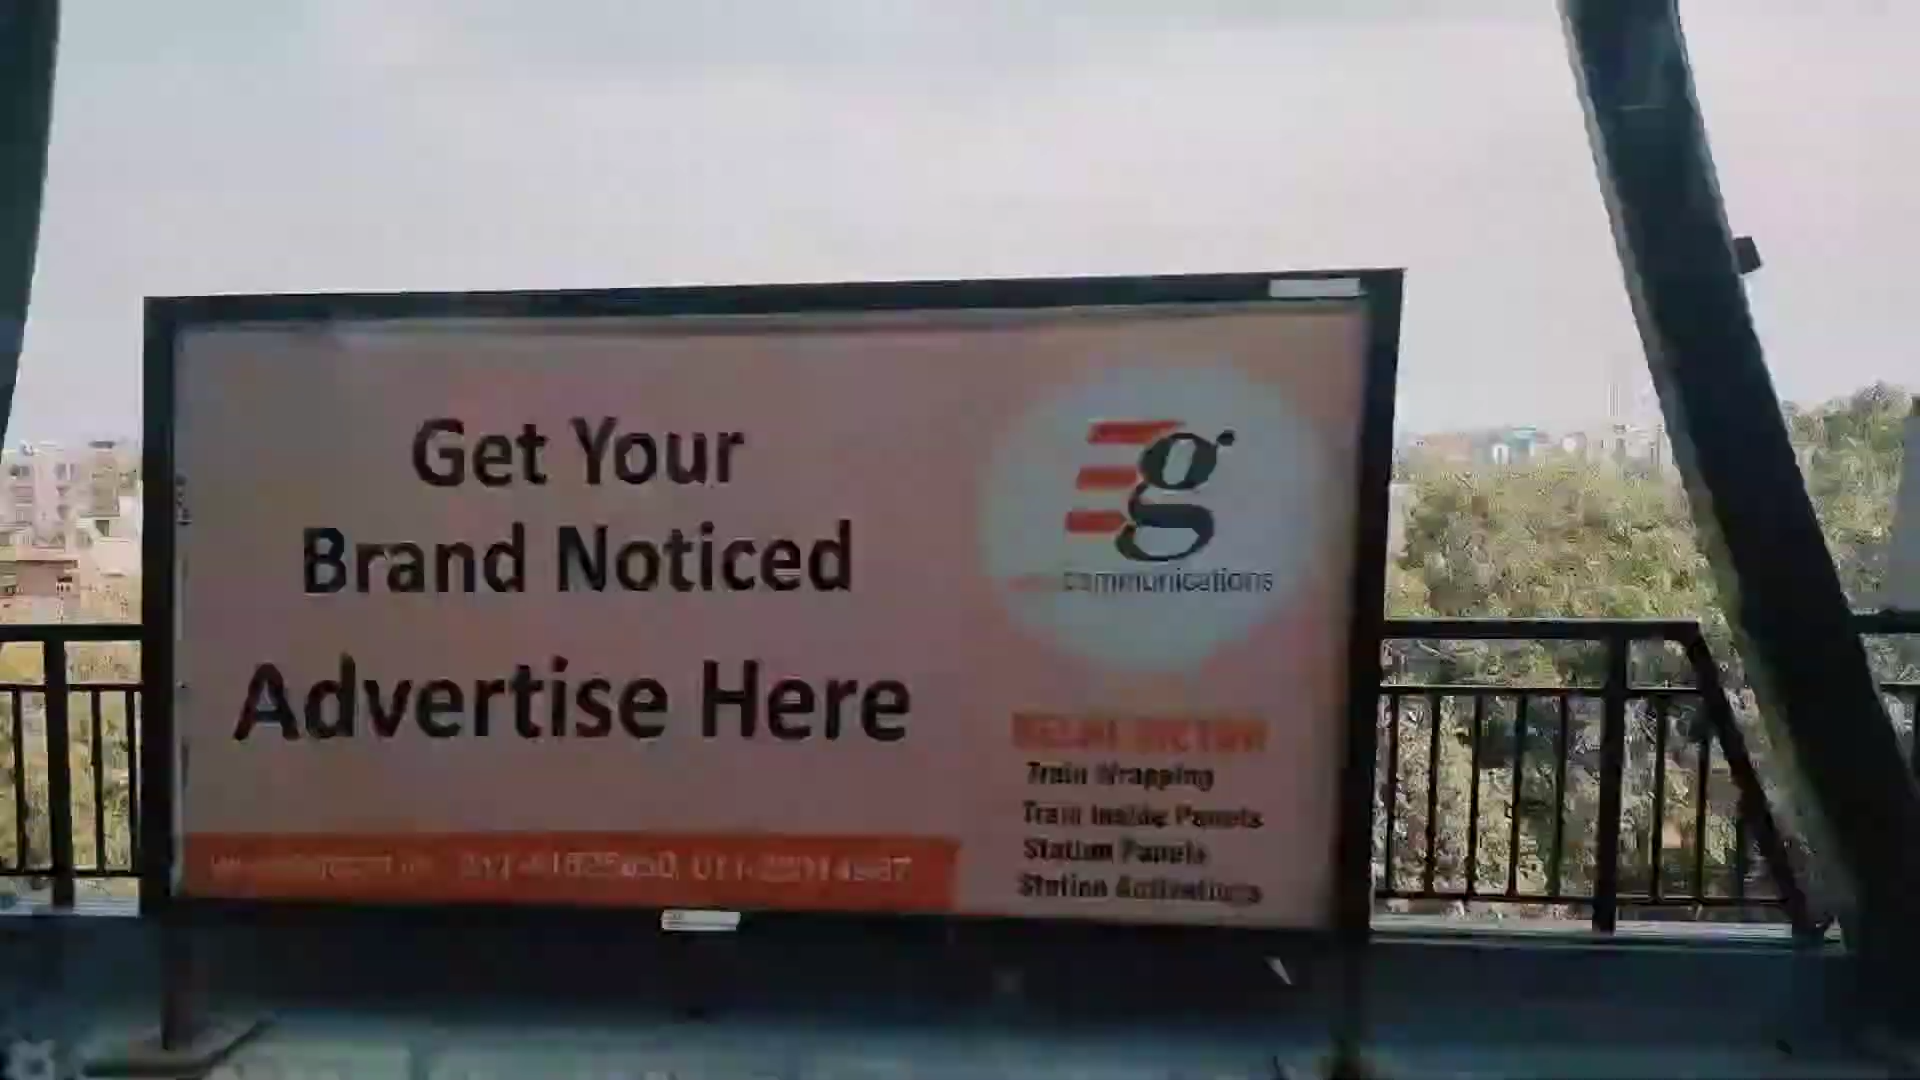 Get Your
Brand Noticed
Advertise Here
g
communications
Train Wrapping
Train Inside Panels
Station Panels
Station Activations